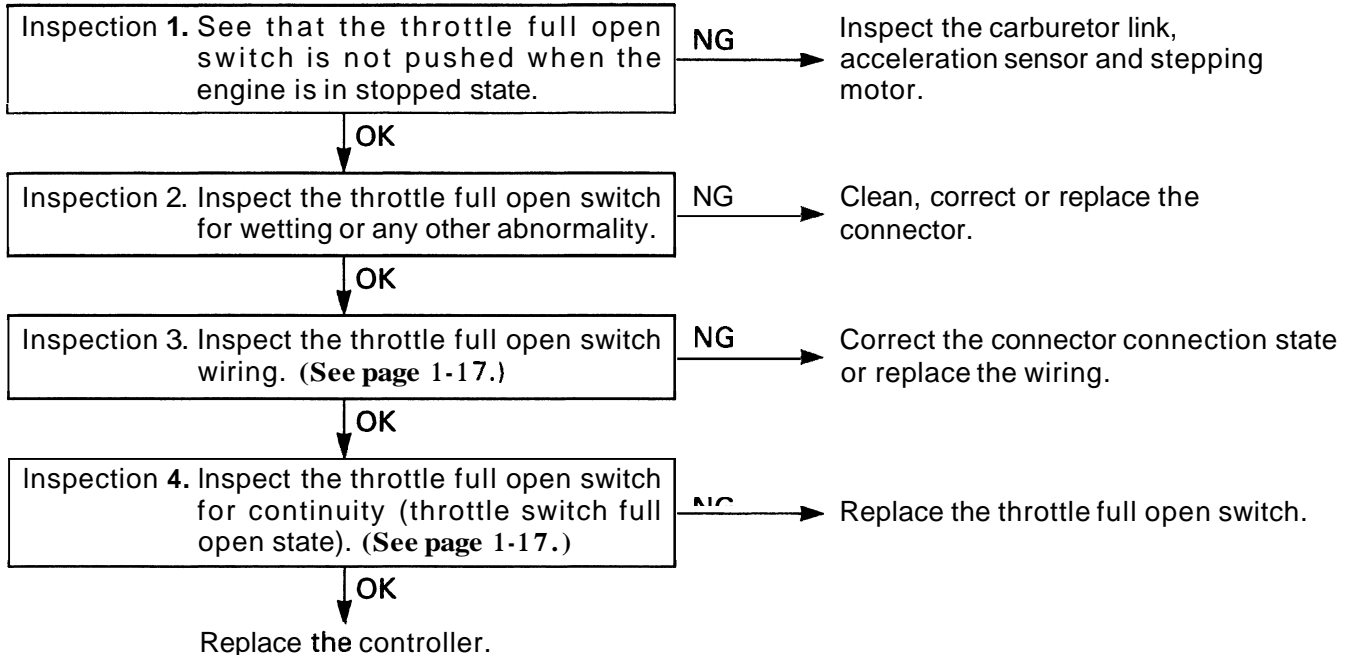 Inspection 1. See that the throttle full open
switch is not pushed when the
engine is in stopped state.
NG
Inspect the carburetor link,
acceleration sensor and stepping
motor.
OK
Inspection 2. Inspect the throttle full open switch
for wetting or any other abnormality.
NG
Clean, correct or replace the
connector.
OK
Inspection 3. Inspect the throttle full open switch
wiring. (See page 1-17.)
NG
Correct the connector connection state
or replace the wiring.
OK
Inspection 4. Inspect the throttle full open switch
for continuity (throttle switch full
open state). (See page 1-17.)
NG
Replace the throttle full open switch.
OK
Replace the controller.